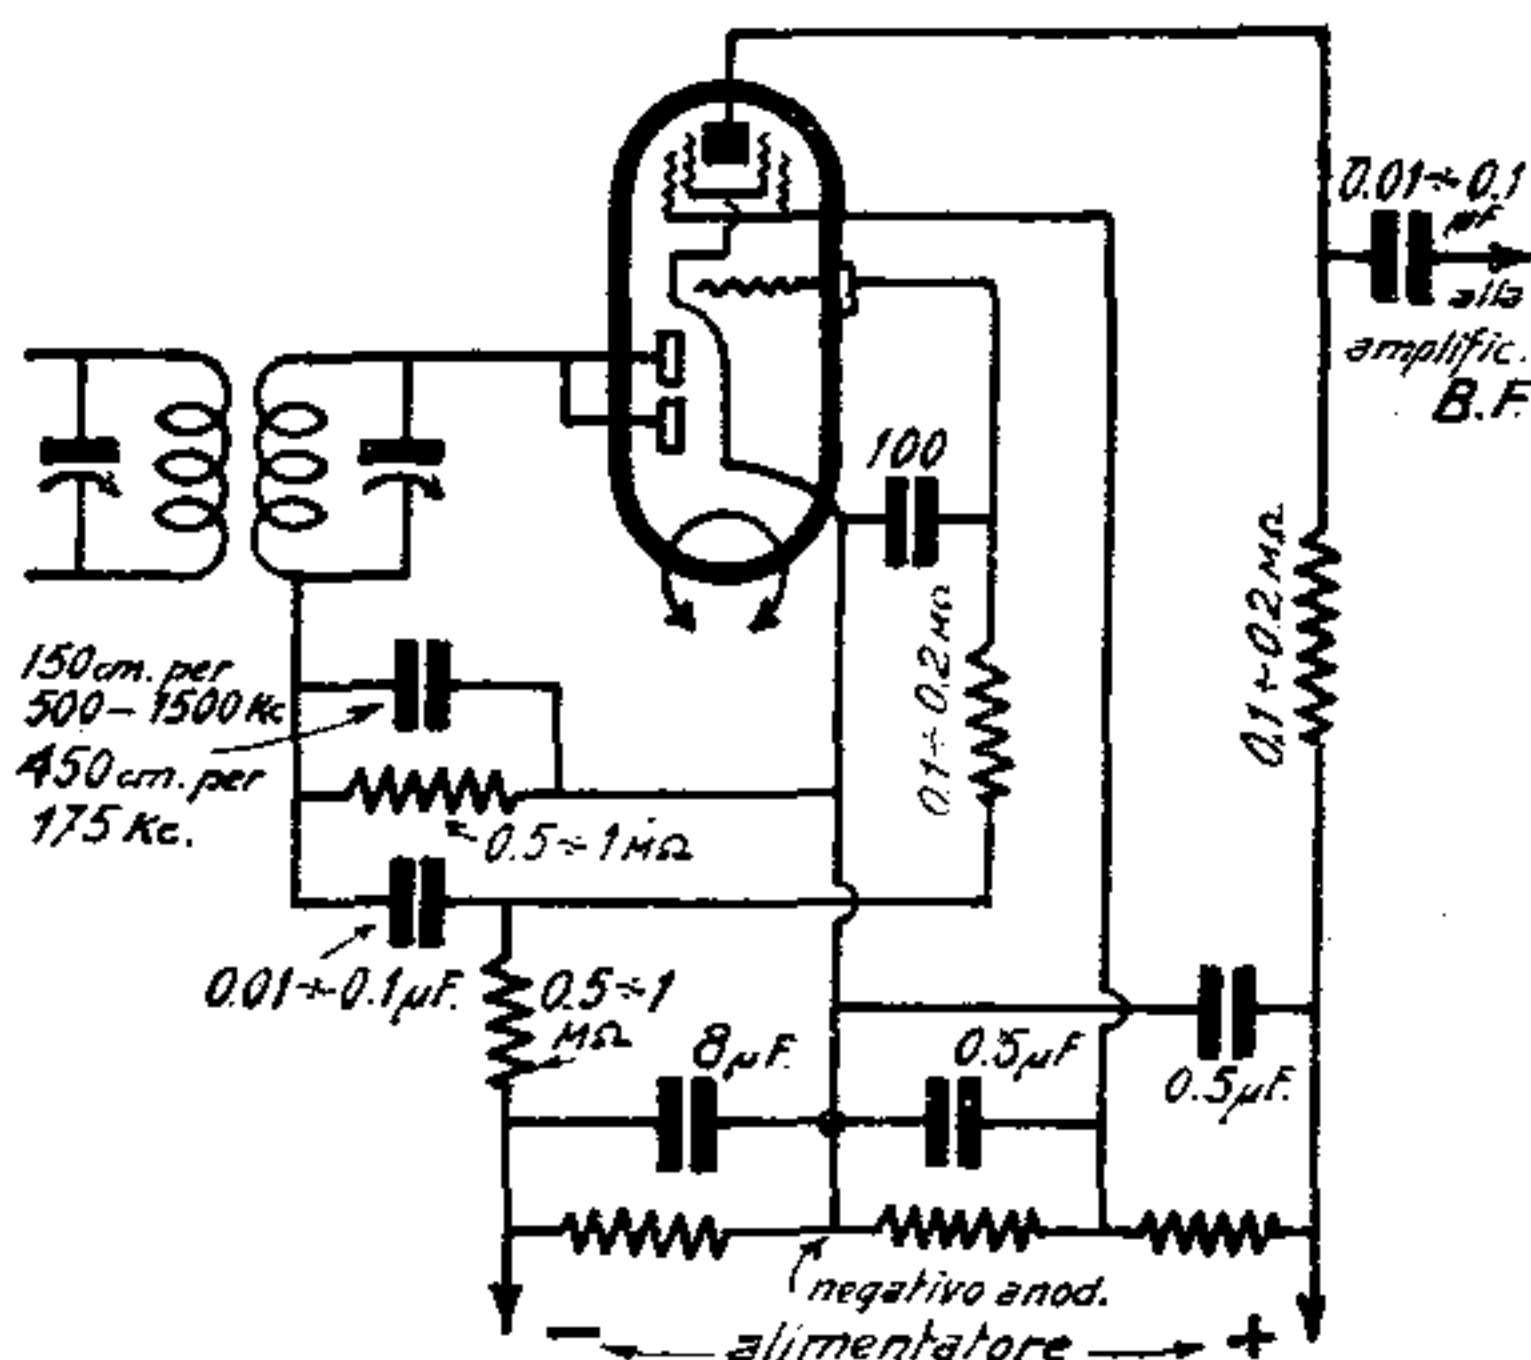 0.01÷0.1
μF
alla
amplific.
B.F.
100
0.1÷0.2 MΩ
0.1÷0.2 MΩ
150 cm. per
500-1500 Kc
450 cm. per
175 Kc.
0.5÷1 MΩ
0.01÷0.1 μF.
0.5÷1
MΩ
8 μF.
0.5 μF
0.5 μF.
negativo anod.
- alimentatore +